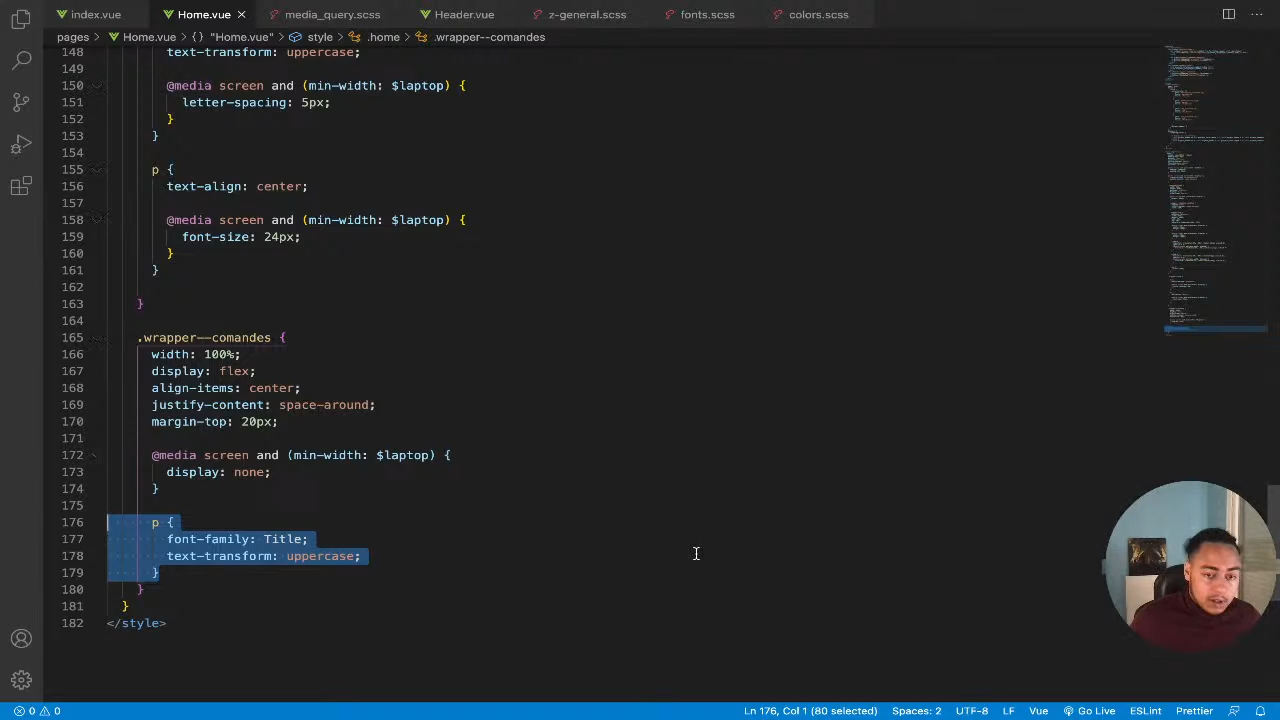 index.vue Home.vue media_query.scss Header.vue z-general.scss fonts.scss colors.scss
pages Home.vue {} "Home.vue" style .home .wrapper--comandes
148 text-transform: uppercase;
149
150 @media screen and (min-width: $laptop) {
151 letter-spacing: 5px;
152 }
153 }
154
155 p {
156 text-align: center;
157
158 @media screen and (min-width: $laptop) {
159 font-size: 24px;
160 }
161 }
162
163 }
164
165 .wrapper--comandes {
166 width: 100%;
167 display: flex;
168 align-items: center;
169 justify-content: space-around;
170 margin-top: 20px;
171
172 @media screen and (min-width: $laptop) {
173 display: none;
174 }
175
176 p {
177 font-family: Title;
178 text-transform: uppercase;
179 }
180 }
181 }
182 </style>
0 0 Ln 176, Col 1 (80 selected) Spaces: 2 UTF-8 LF Vue Go Live ESLint Prettier